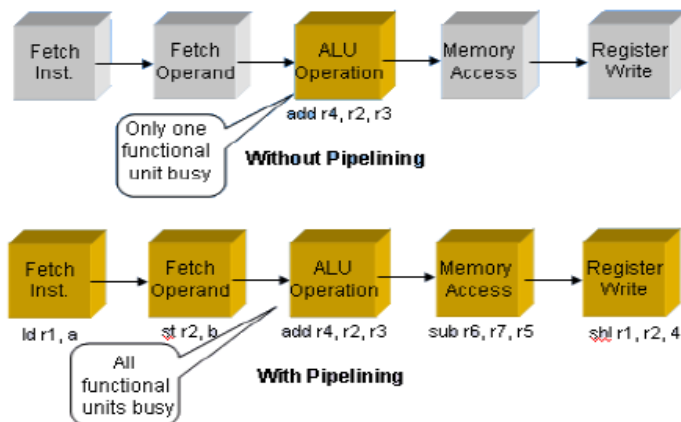 Fetch
Inst.
Fetch
Operand
ALU
Operation
Memory
Access
Register
Write
add r4, r2, r3
Only one
functional
unit busy
Without Pipelining
Fetch
Inst.
Fetch
Operand
ALU
Operation
Memory
Access
Register
Write
ld r1, a
st r2, b
add r4, r2, r3
sub r6, r7, r5
shl r1, r2, 4
All
functional
units busy
With Pipelining